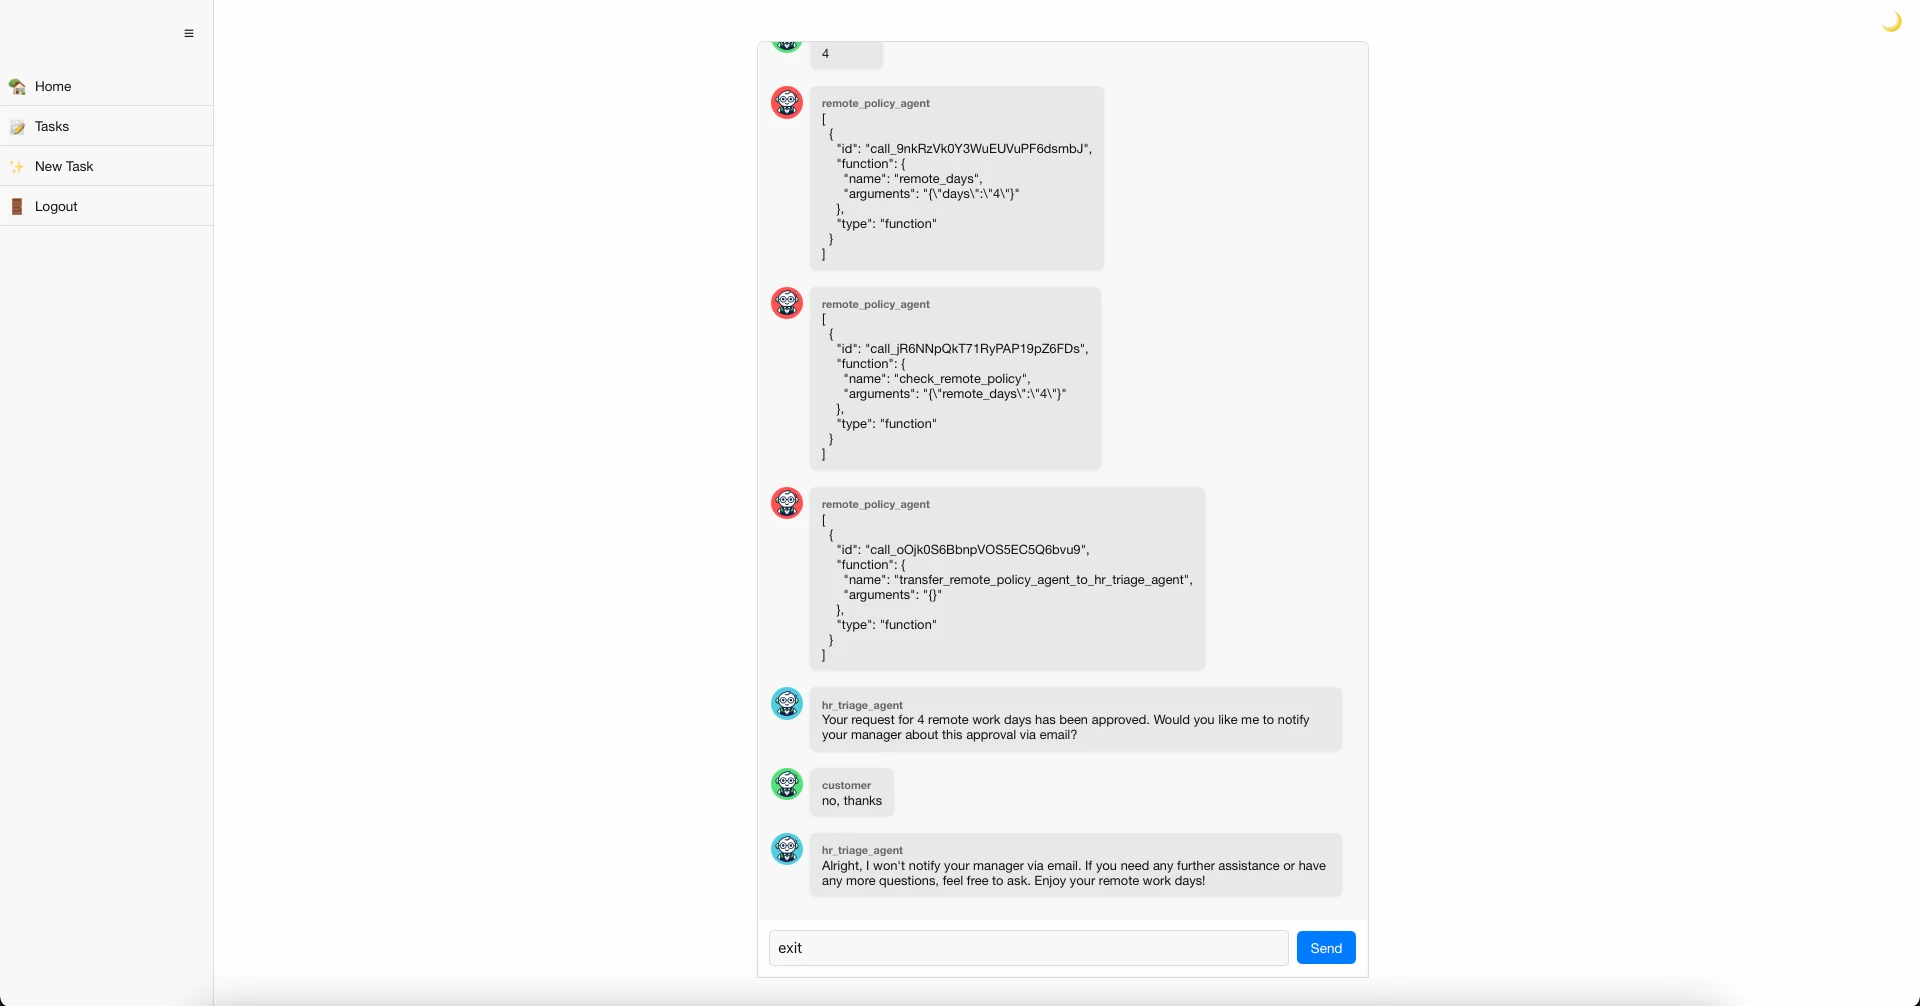 ≡
Home
Tasks
New Task
Logout
4
remote_policy_agent
[
{
"id": "call_9nkRzVk0Y3WuEUVuPF6dsmbJ",
"function": {
"name": "remote_days",
"arguments": "{\"days\":\"4\"}"
},
"type": "function"
}
]
remote_policy_agent
[
{
"id": "call_jR6NNpQkT71RyPAP19pZ6FDs",
"function": {
"name": "check_remote_policy",
"arguments": "{\"remote_days\":\"4\"}"
},
"type": "function"
}
]
remote_policy_agent
[
{
"id": "call_oOjk0S6BbnpVOS5EC5Q6bvu9",
"function": {
"name": "transfer_remote_policy_agent_to_hr_triage_agent",
"arguments": "{}"
},
"type": "function"
}
]
hr_triage_agent
Your request for 4 remote work days has been approved. Would you like me to notify
your manager about this approval via email?
customer
no, thanks
hr_triage_agent
Alright, I won't notify your manager via email. If you need any further assistance or have
any more questions, feel free to ask. Enjoy your remote work days!
exit
Send